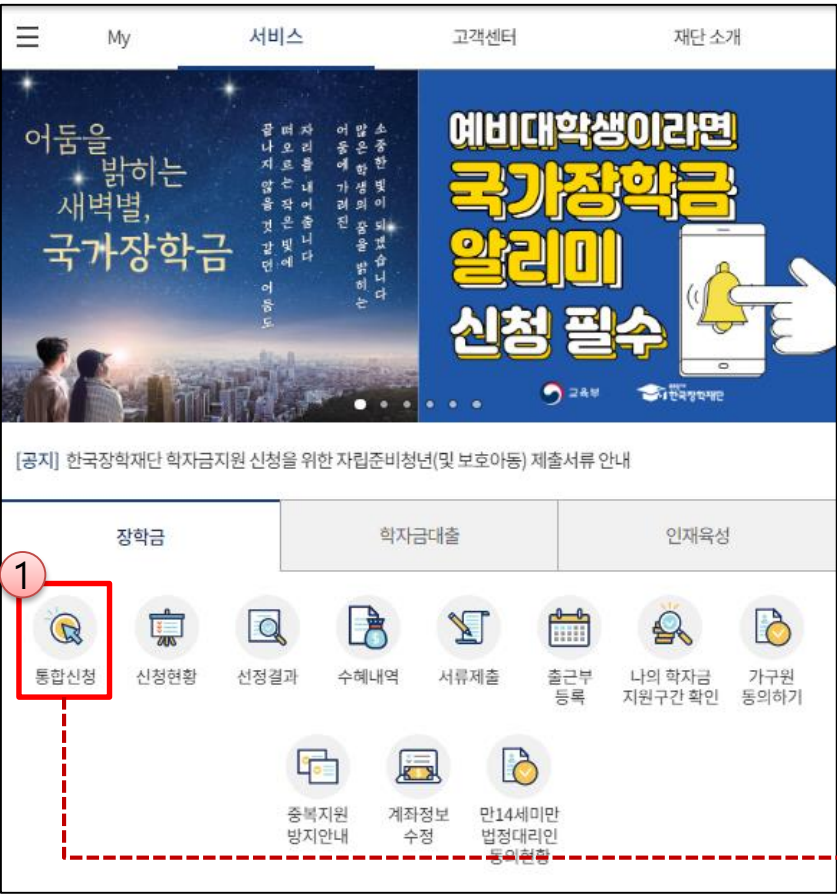 My
서비스
고객센터
재단 소개
어둠을
밝히는
새벽별,
국가장학금
소중한 빛이 되겠습니다
많은 학생의 꿈을 밝히는
어둠에 가려진
자리를 내어줍니다
떠오르는 작은 빛에
끝나지 않을 것 같던 어둠도
예비대학생이라면
국가장학금
알리미
신청 필수
교육부
한국장학재단
[공지] 한국장학재단 학자금지원 신청을 위한 자립준비청년(및 보호아동) 제출서류 안내
장학금
학자금대출
인재육성
1
통합신청
신청현황
선정결과
수혜내역
서류제출
출근부
등록
나의 학자금
지원구간 확인
가구원
동의하기
중복지원
방지안내
계좌정보
수정
만14세미만
법정대리인
동의현황